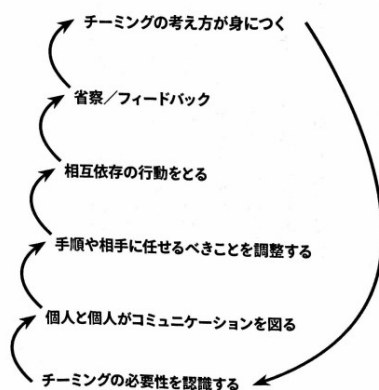 チーミングの考え方が身につく
省察／フィードバック
相互依存の行動をとる
手順や相手に任せるべきことを調整する
個人と個人がコミュニケーションを図る
チーミングの必要性を認識する